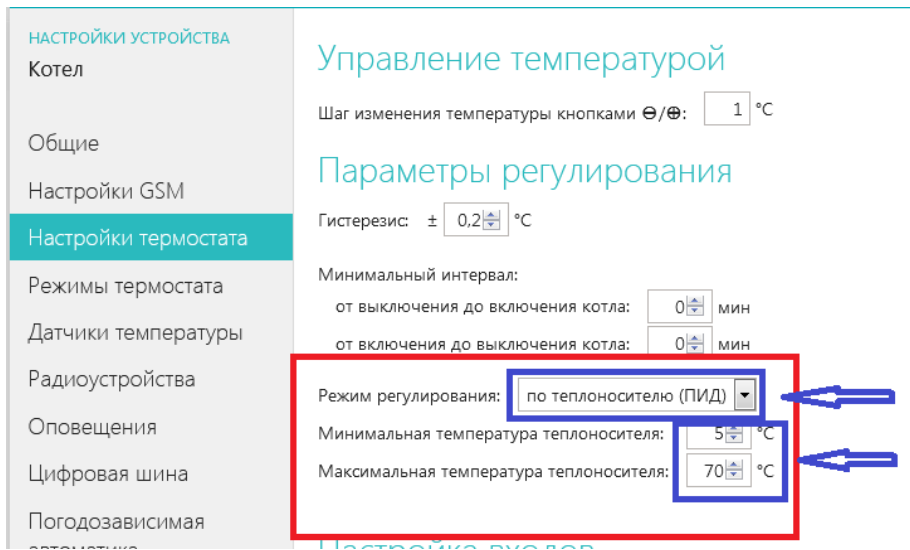 НАСТРОЙКИ УСТРОЙСТВА
Котел
Общие
Настройки GSM
Настройки термостата
Режимы термостата
Датчики температуры
Радиоустройства
Оповещения
Цифровая шина
Погодозависимая
автоматика
Управление температурой
Шаг изменения температуры кнопками ⊖/⊕: 1 °C
Параметры регулирования
Гистерезис: ± 0,2 °C
Минимальный интервал:
от выключения до включения котла: 0 мин
от включения до выключения котла: 0 мин
Режим регулирования: по теплоносителю (ПИД)
Минимальная температура теплоносителя: 5 °C
Максимальная температура теплоносителя: 70 °C
Настройка входов